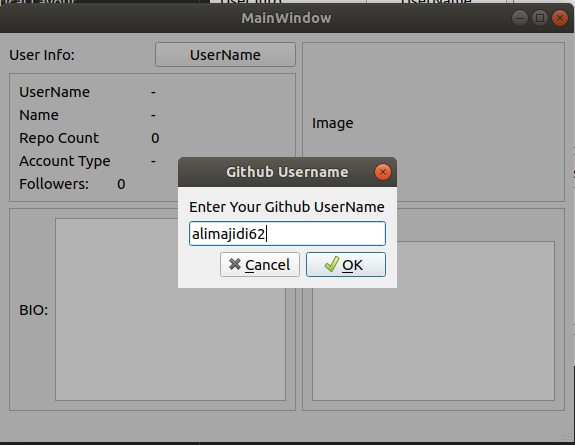 MainWindow
User Info:
UserName
UserName -
Name -
Repo Count 0
Account Type -
Followers: 0
Image
Github Username
Enter Your Github UserName
alimajidi62
Cancel
OK
BIO: